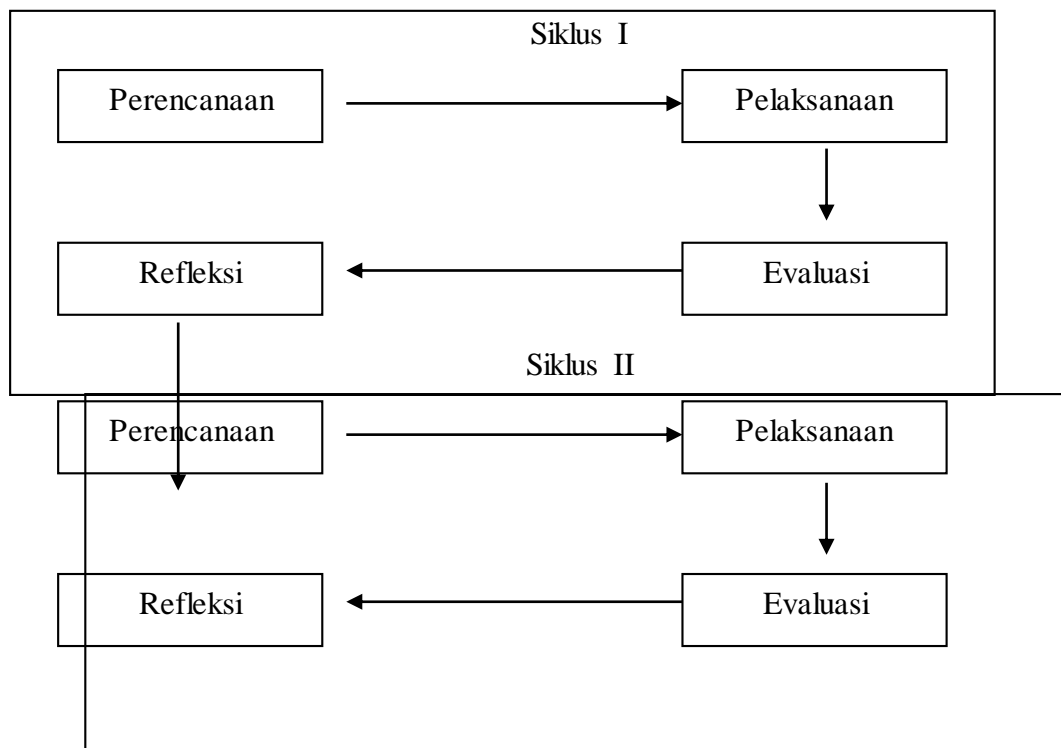 Siklus I
Perencanaan
Pelaksanaan
Refleksi
Evaluasi
Siklus II
Perencanaan
Pelaksanaan
Refleksi
Evaluasi